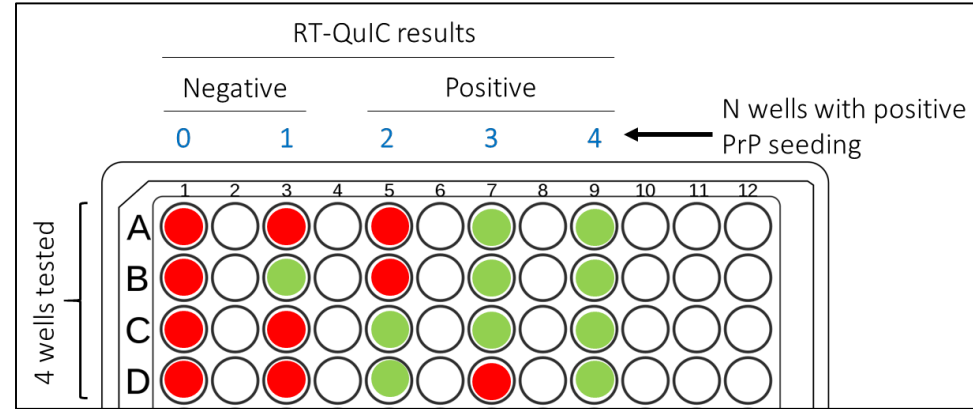 RT-QuIC results
Negative Positive
0 1 2 3 4
N wells with positive
PrP seeding
1 2 3 4 5 6 7 8 9 10 11 12
4 wells tested
A
B
C
D